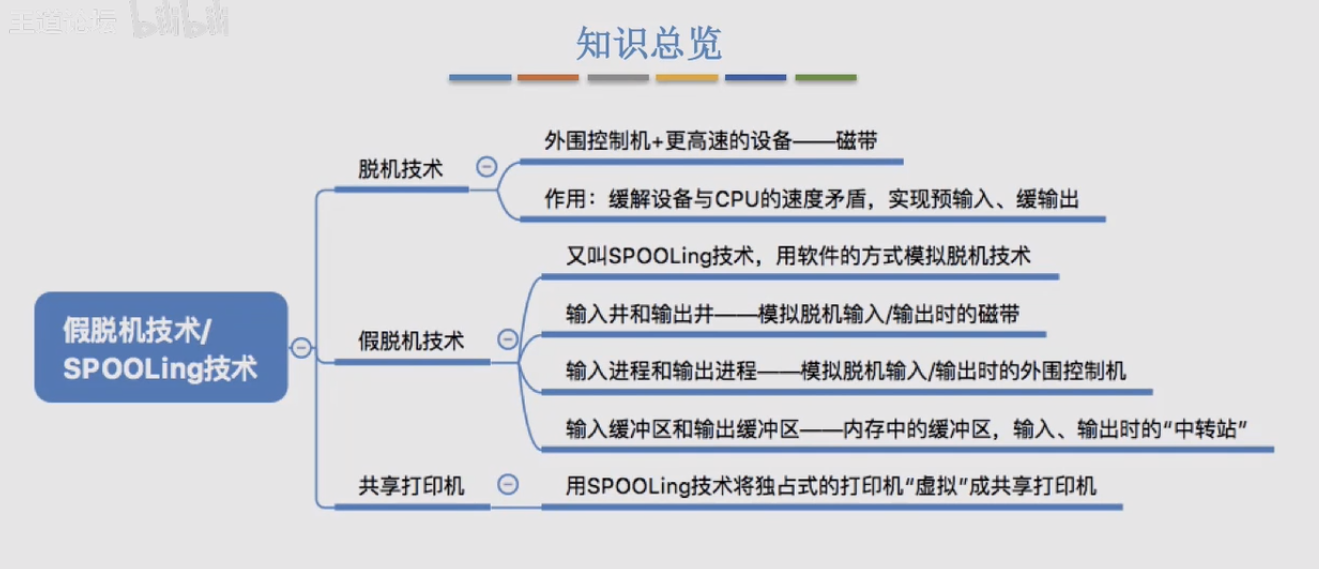 王道论坛 bilibili
知识总览
外围控制机+更高速的设备——磁带
脱机技术
作用：缓解设备与CPU的速度矛盾，实现预输入、缓输出
又叫SPOOLing技术，用软件的方式模拟脱机技术
输入井和输出井——模拟脱机输入/输出时的磁带
假脱机技术/
SPOOLing技术
假脱机技术
输入进程和输出进程——模拟脱机输入/输出时的外围控制机
输入缓冲区和输出缓冲区——内存中的缓冲区，输入、输出时的“中转站”
共享打印机
用SPOOLing技术将独占式的打印机“虚拟”成共享打印机